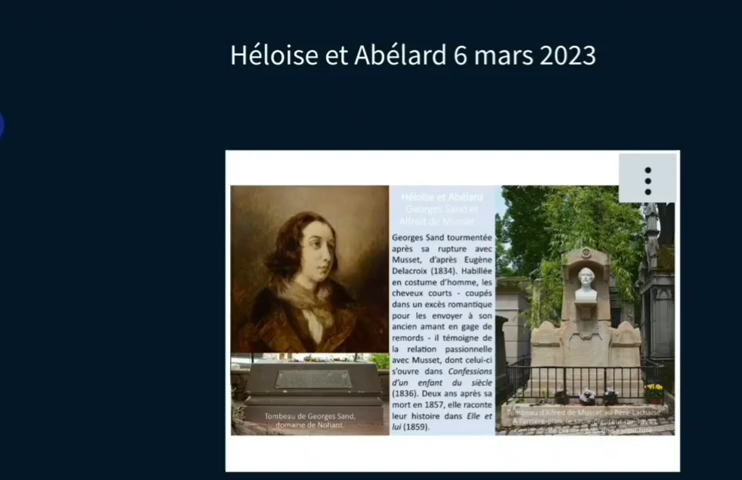 Héloise et Abélard 6 mars 2023
Héloise et Abélard
Georges Sand et
Alfred de Musset
Georges Sand tourmentée
après sa rupture avec
Musset, d'après Eugène
Delacroix (1834). Habillée
en costume d'homme, les
cheveux courts - coupés
dans un excès romantique
pour les envoyer à son
ancien amant en gage de
remords - il témoigne de
la relation passionnelle
avec Musset, dont celui-ci
s'ouvre dans Confessions
d'un enfant du siècle
(1836). Deux ans après sa
mort en 1857, elle raconte
leur histoire dans Elle et
lui (1859).
Tombeau de Georges Sand,
domaine de Nohant.
Tombeau d'Alfred de Musset au Père Lachaise